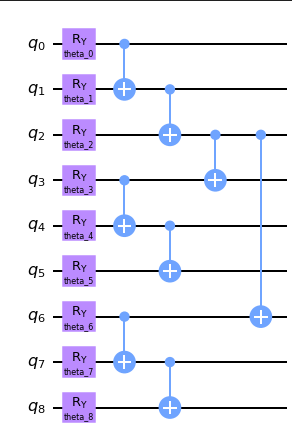 q0
RY
theta_0
q1
RY
theta_1
q2
RY
theta_2
q3
RY
theta_3
q4
RY
theta_4
q5
RY
theta_5
q6
RY
theta_6
q7
RY
theta_7
q8
RY
theta_8